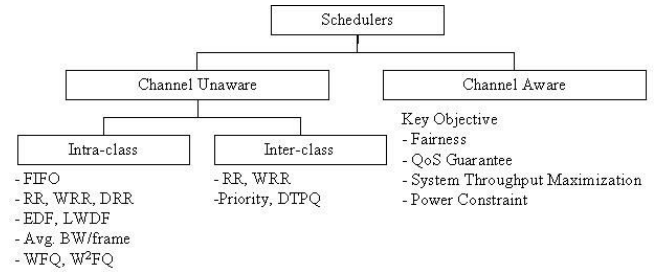 Schedulers
Channel Unaware
Channel Aware
Intra-class
- FIFO
- RR, WRR, DRR
- EDF, LWDF
- Avg. BW/frame
- WFQ, W²FQ
Inter-class
- RR, WRR
-Priority, DTPQ
Key Objective
- Fairness
- QoS Guarantee
- System Throughput Maximization
- Power Constraint